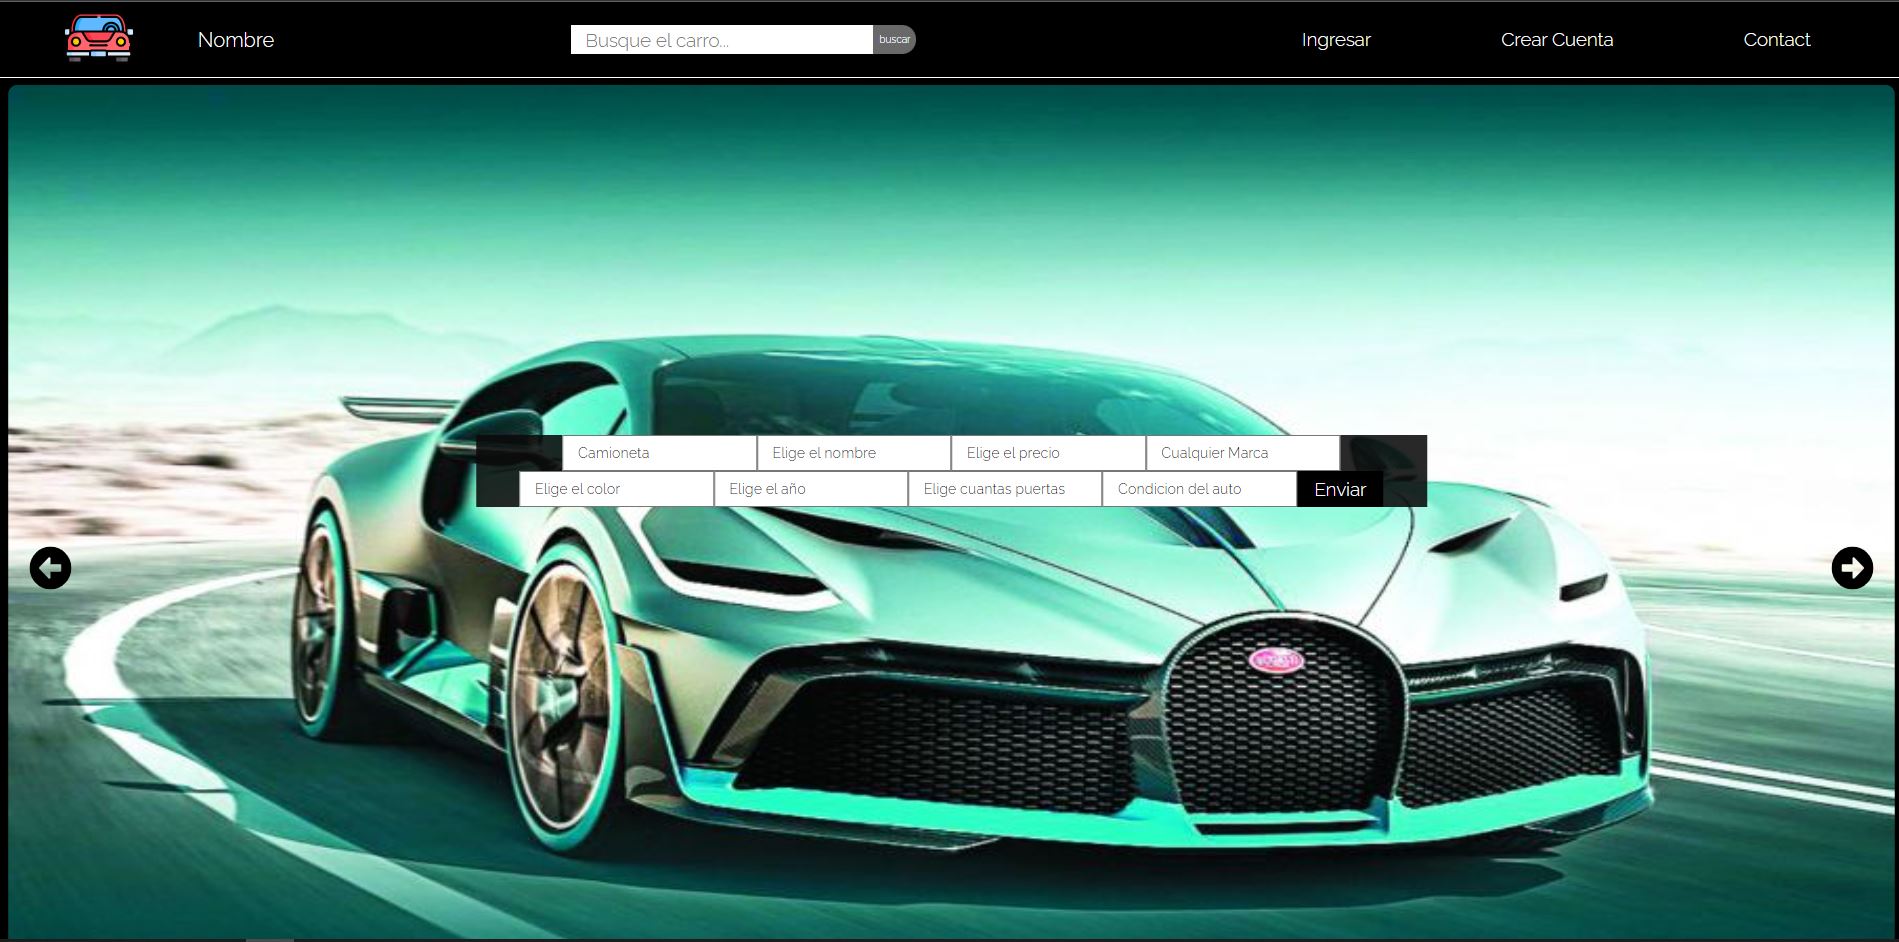 Nombre
Busque el carro...
buscar
Ingresar
Crear Cuenta
Contact
Camioneta
Elige el nombre
Elige el precio
Cualquier Marca
Elige el color
Elige el año
Elige cuantas puertas
Condicion del auto
Enviar